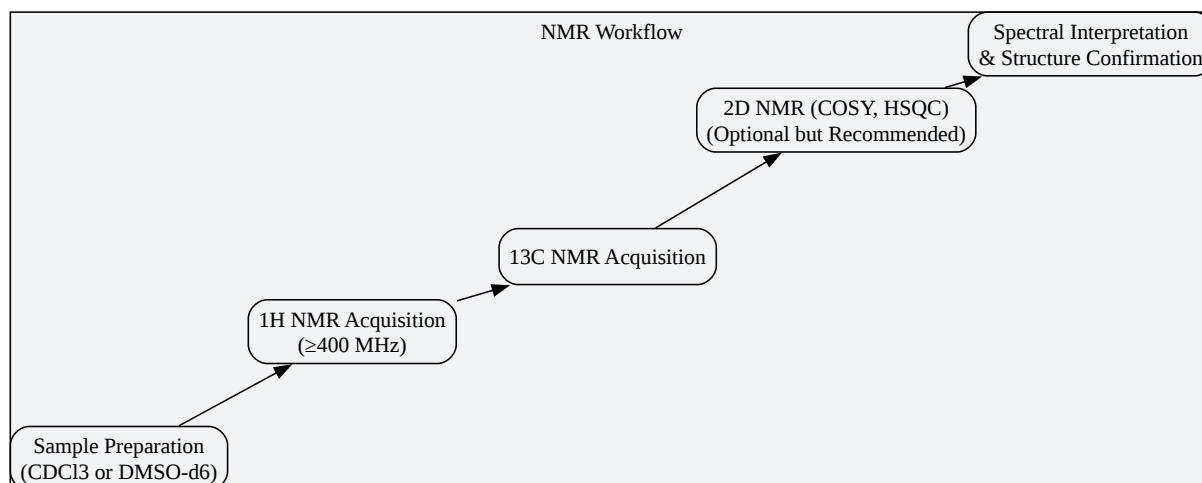 NMR Workflow
Spectral Interpretation
& Structure Confirmation
2D NMR (COSY, HSQC)
(Optional but Recommended)
13C NMR Acquisition
1H NMR Acquisition
(≥400 MHz)
Sample Preparation
(CDCl3 or DMSO-d6)